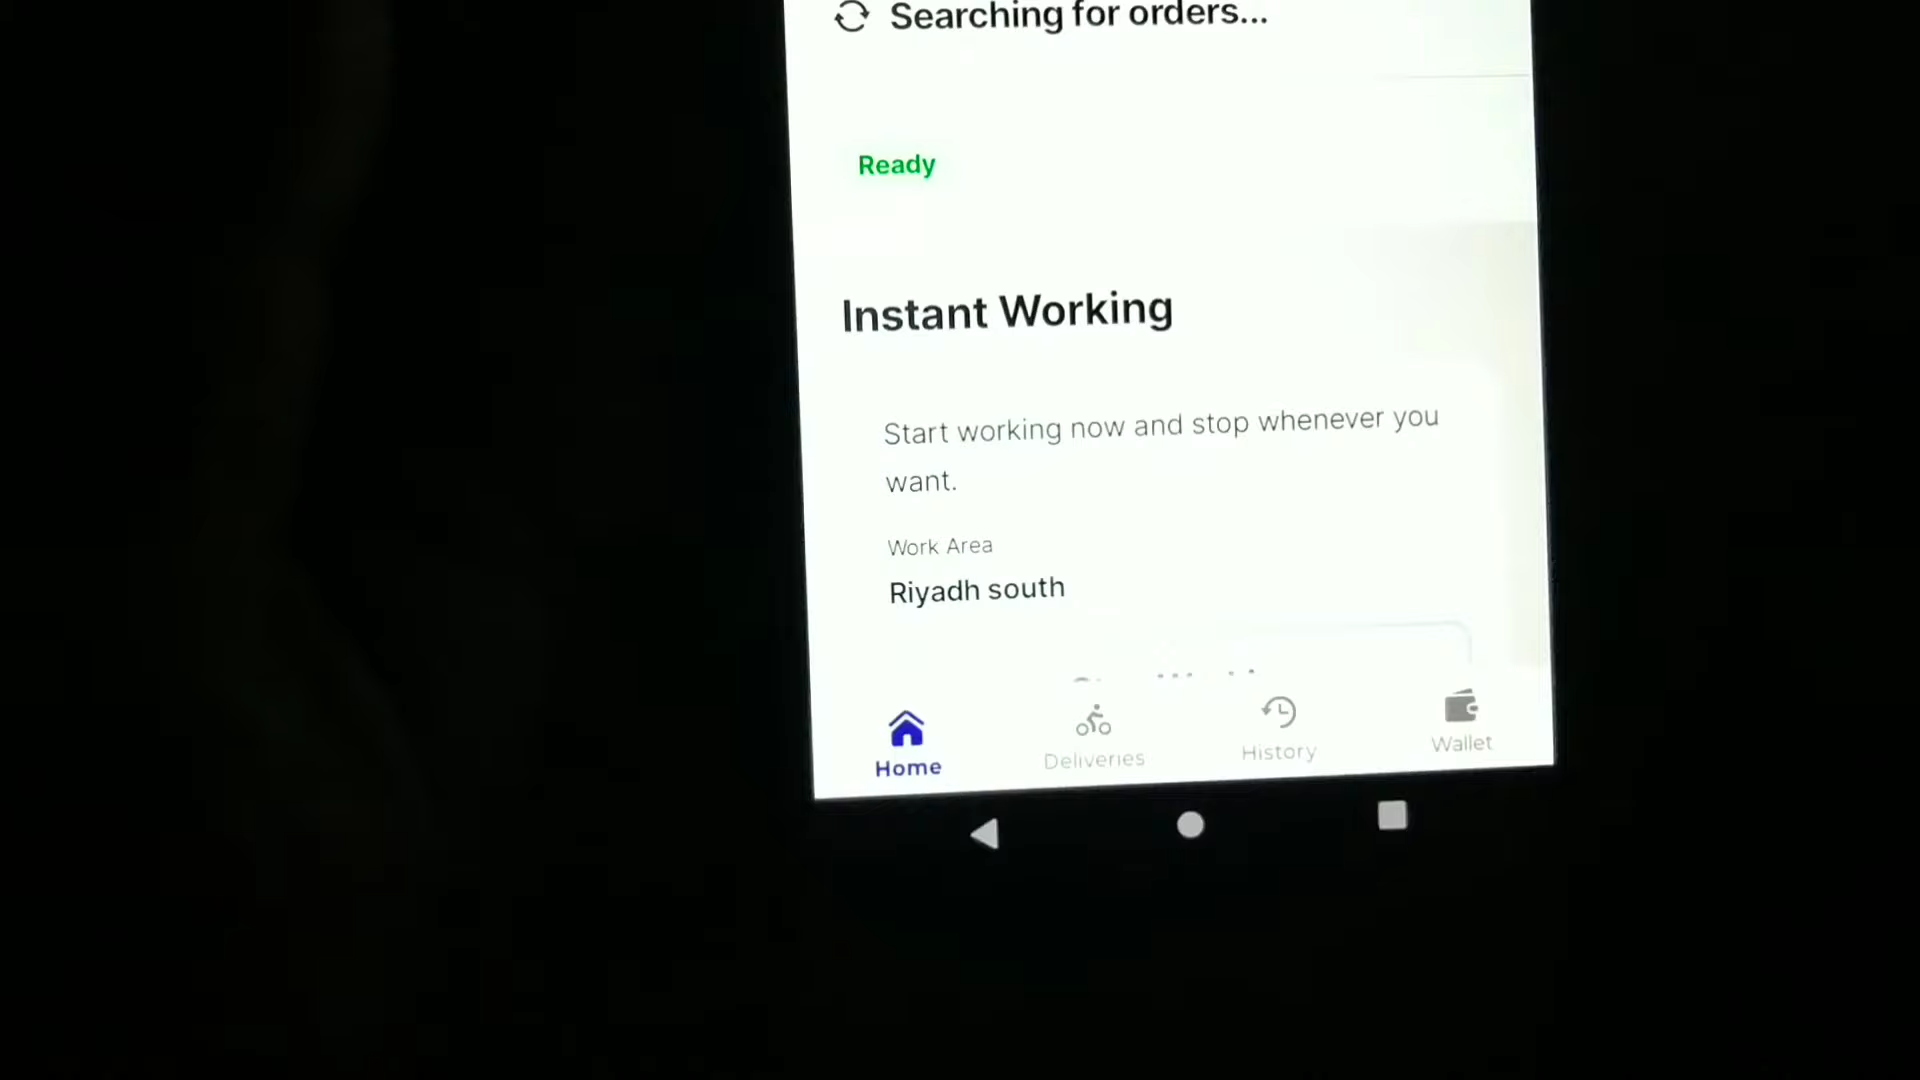 Searching for orders...
Ready
Instant Working
Start working now and stop whenever you
want.
Work Area
Riyadh south
Home
Deliveries
History
Wallet